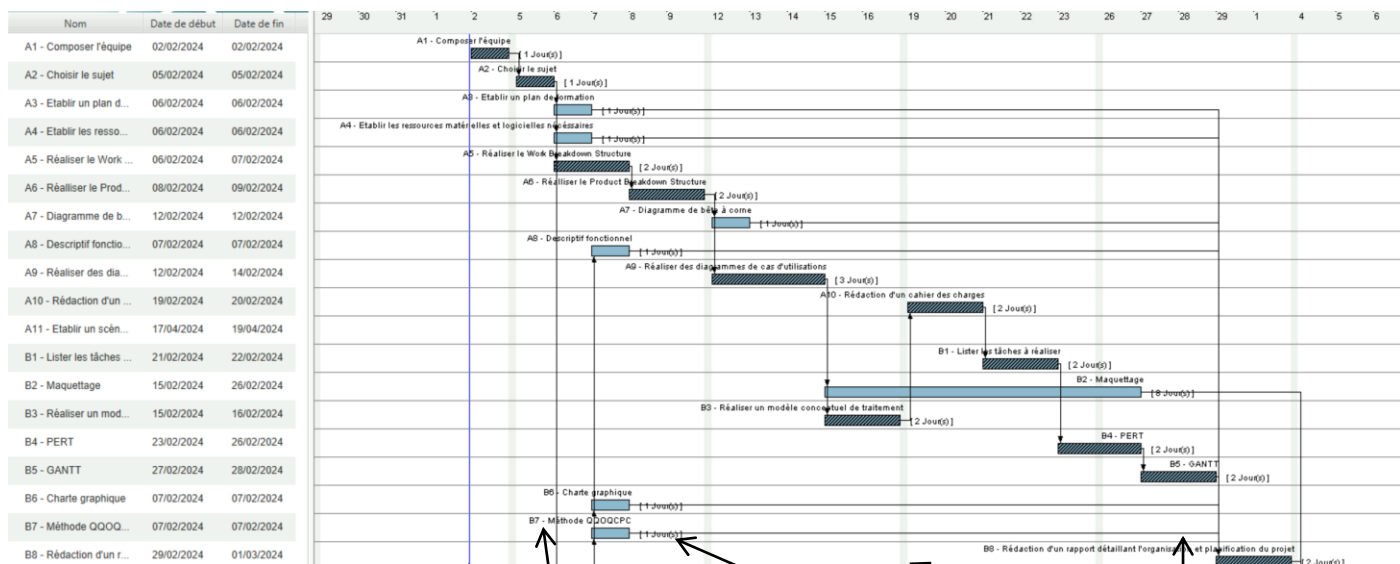 Nom Date de début Date de fin
29 30 31 1 2 5 6 7 8 9 12 13 14 15 16 19 20 21 22 23 26 27 28 29 1 4 5 6
A1 - Composer l'équipe 02/02/2024 02/02/2024
A1 - Composer l'équipe
[ 1 Jour(s) ]
A2 - Choisir le sujet 05/02/2024 05/02/2024
A2 - Choisir le sujet
[ 1 Jour(s) ]
A3 - Etablir un plan d... 06/02/2024 06/02/2024
A3 - Etablir un plan de formation
[ 1 Jour(s) ]
A4 - Etablir les resso... 06/02/2024 06/02/2024
A4 - Etablir les ressources matérielles et logicielles nécéssaires
[ 1 Jour(s) ]
A5 - Réaliser le Work ... 06/02/2024 07/02/2024
A5 - Réaliser le Work Breakdown Structure
[ 2 Jour(s) ]
A6 - Réalliser le Prod... 08/02/2024 09/02/2024
A6 - Réalliser le Product Breakdown Structure
[ 2 Jour(s) ]
A7 - Diagramme de b... 12/02/2024 12/02/2024
A7 - Diagramme de bête à corne
[ 1 Jour(s) ]
A8 - Descriptif fonctio... 07/02/2024 07/02/2024
A8 - Descriptif fonctionnel
[ 1 Jour(s) ]
A9 - Réaliser des dia... 12/02/2024 14/02/2024
A9 - Réaliser des diagrammes de cas d'utilisations
[ 3 Jour(s) ]
A10 - Rédaction d'un ... 19/02/2024 20/02/2024
A10 - Rédaction d'un cahier des charges
[ 2 Jour(s) ]
A11 - Etablir un scén... 17/04/2024 19/04/2024
B1 - Lister les tâches ... 21/02/2024 22/02/2024
B1 - Lister les tâches à réaliser
[ 2 Jour(s) ]
B2 - Maquettage 15/02/2024 26/02/2024
B2 - Maquettage
[ 8 Jour(s) ]
B3 - Réaliser un mod... 15/02/2024 16/02/2024
B3 - Réaliser un modèle conceptuel de traitement
[ 2 Jour(s) ]
B4 - PERT 23/02/2024 26/02/2024
B4 - PERT
[ 2 Jour(s) ]
B5 - GANTT 27/02/2024 28/02/2024
B5 - GANTT
[ 2 Jour(s) ]
B6 - Charte graphique 07/02/2024 07/02/2024
B6 - Charte graphique
[ 1 Jour(s) ]
B7 - Méthode QQOQ... 07/02/2024 07/02/2024
B7 - Méthode QQOQCPC
[ 1 Jour(s) ]
B8 - Rédaction d'un r... 29/02/2024 01/03/2024
B8 - Rédaction d'un rapport détaillant l'organisation et planification du projet
[ 2 Jour(s) ]